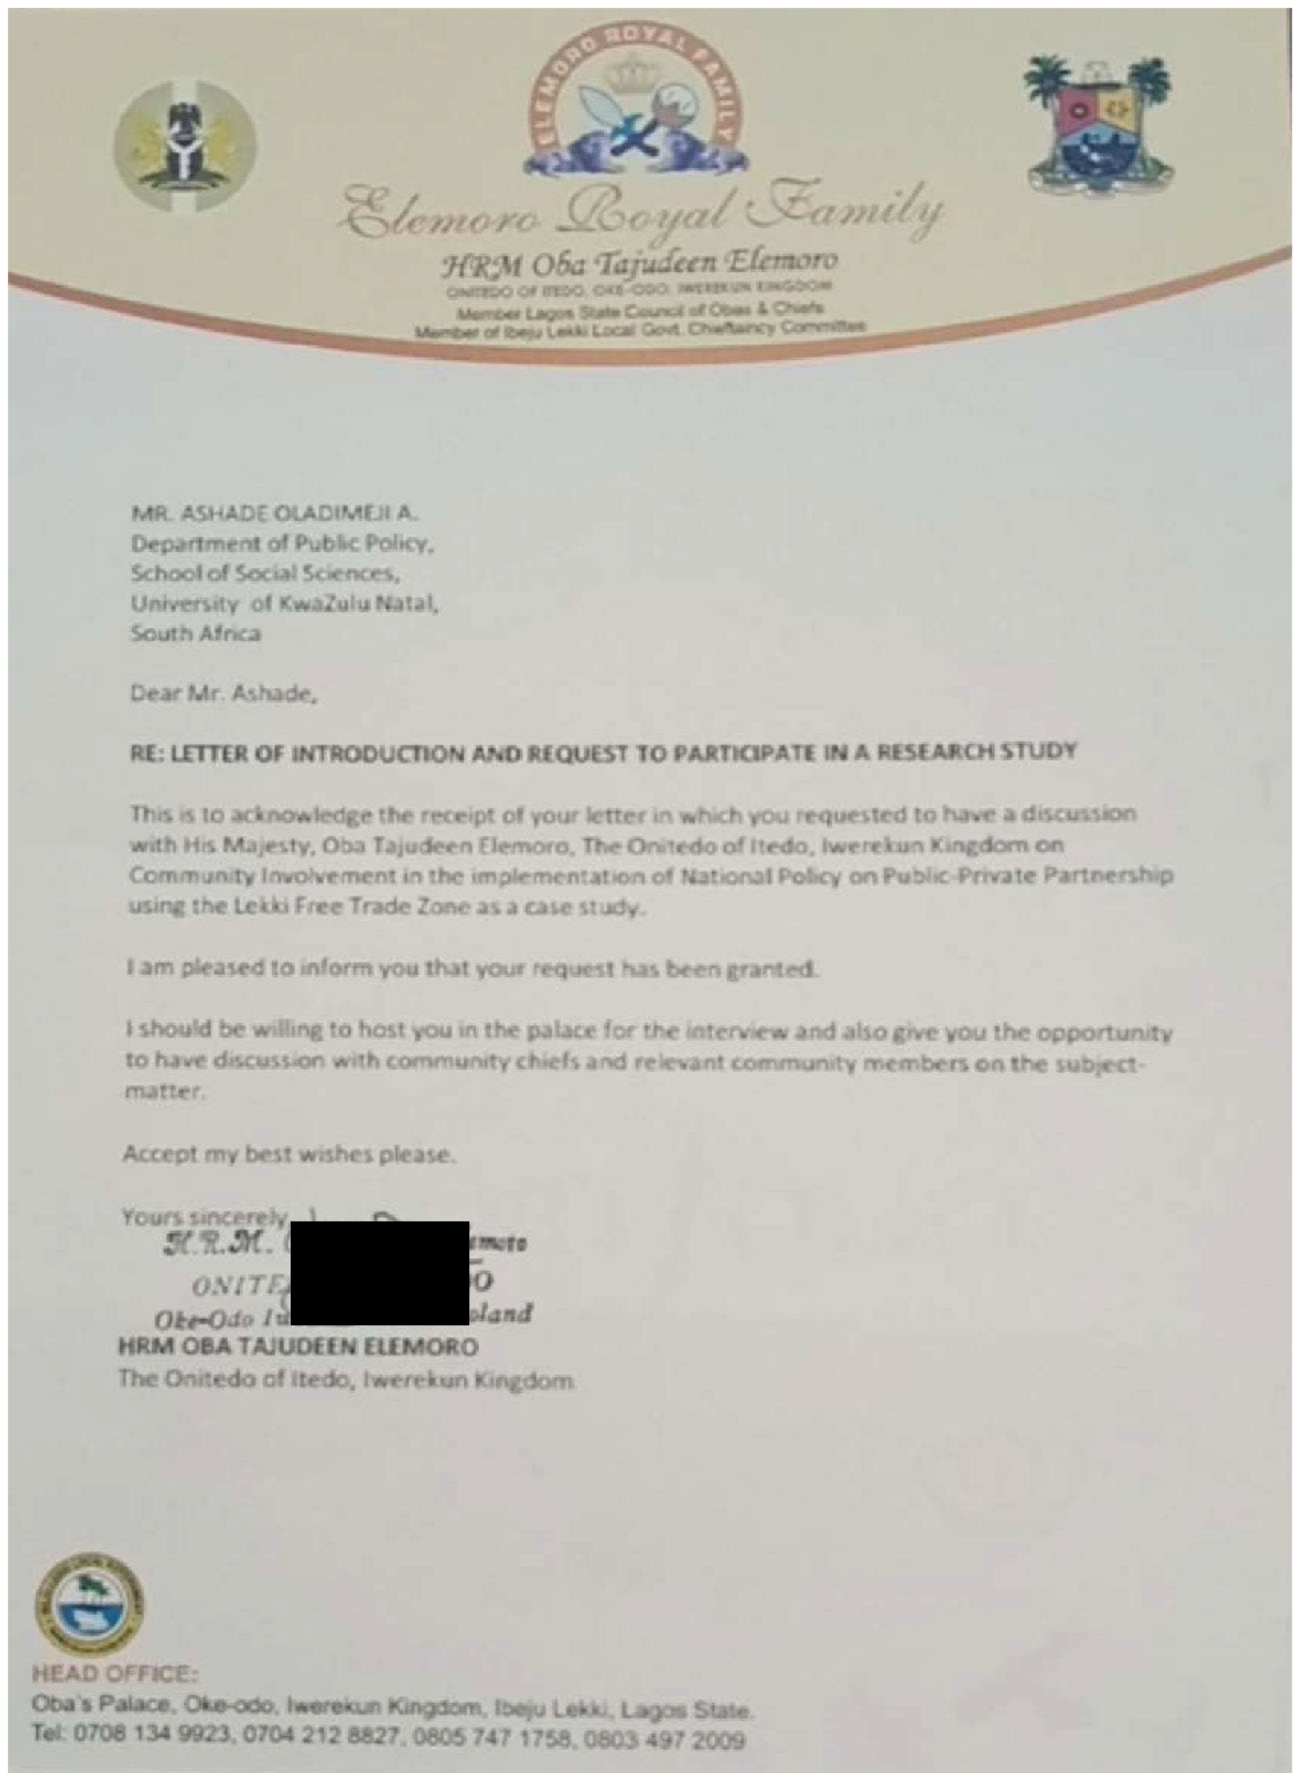 ELEMORO ROYAL FAMILY
Elemoro Royal Family
HRM Oba Tajudeen Elemoro
ONITEDO OF ITEDO, OKE-ODO, IWEREKUN KINGDOM
Member Lagos State Council of Obas & Chiefs
Member of Ibeju Lekki Local Govt. Chieftaincy Committee
MR. ASHADE OLADIMEJI A.
Department of Public Policy,
School of Social Sciences,
University of KwaZulu Natal,
South Africa
Dear Mr. Ashade,
RE: LETTER OF INTRODUCTION AND REQUEST TO PARTICIPATE IN A RESEARCH STUDY
This is to acknowledge the receipt of your letter in which you requested to have a discussion
with His Majesty, Oba Tajudeen Elemoro, The Onitedo of Itedo, Iwerekun Kingdom on
Community Involvement in the implementation of National Policy on Public-Private Partnership
using the Lekki Free Trade Zone as a case study.
I am pleased to inform you that your request has been granted.
I should be willing to host you in the palace for the interview and also give you the opportunity
to have discussion with community chiefs and relevant community members on the subject-
matter.
Accept my best wishes please.
Yours sincerely
H.R.M.
ONITE
Oke-Odo
HRM OBA TAJUDEEN ELEMORO
The Onitedo of Itedo, Iwerekun Kingdom
HEAD OFFICE:
Oba's Palace, Oke-odo, Iwerekun Kingdom, Ibeju Lekki, Lagos State.
Tel: 0708 134 9923, 0704 212 8827, 0805 747 1758, 0803 497 2009